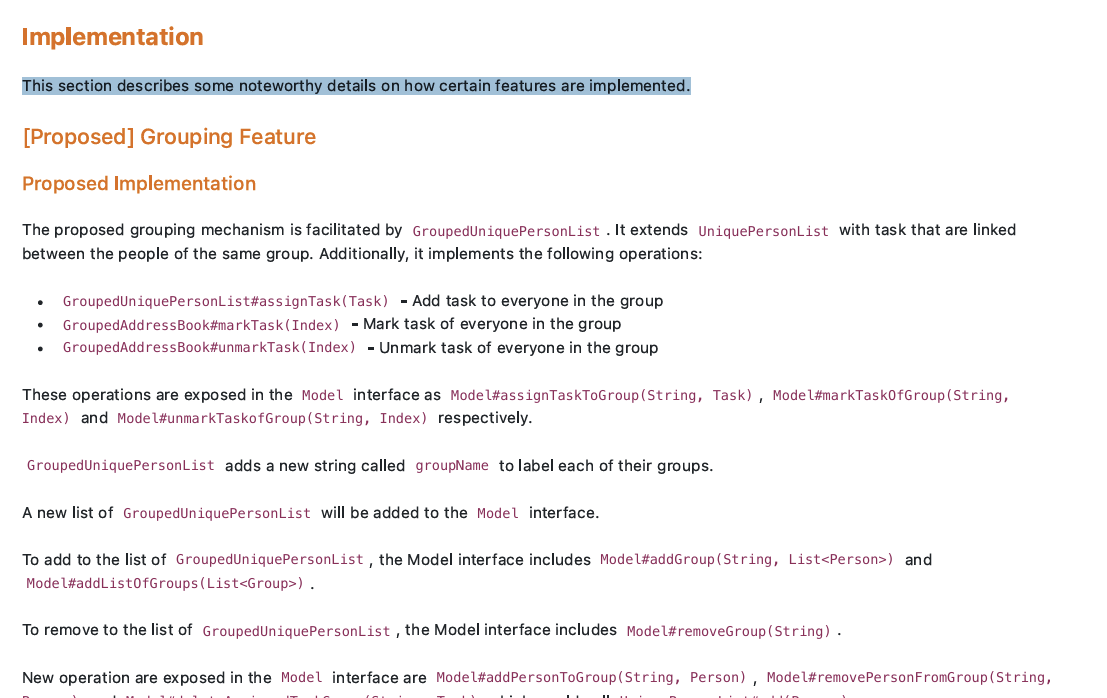 Implementation
This section describes some noteworthy details on how certain features are implemented.
[Proposed] Grouping Feature
Proposed Implementation
The proposed grouping mechanism is facilitated by GroupedUniquePersonList . It extends UniquePersonList with task that are linked
between the people of the same group. Additionally, it implements the following operations:
• GroupedUniquePersonList#assignTask(Task) - Add task to everyone in the group
• GroupedAddressBook#markTask(Index) - Mark task of everyone in the group
• GroupedAddressBook#unmarkTask(Index) - Unmark task of everyone in the group
These operations are exposed in the Model interface as Model#assignTaskToGroup(String, Task) , Model#markTaskOfGroup(String,
Index) and Model#unmarkTaskofGroup(String, Index) respectively.
GroupedUniquePersonList adds a new string called groupName to label each of their groups.
A new list of GroupedUniquePersonList will be added to the Model interface.
To add to the list of GroupedUniquePersonList , the Model interface includes Model#addGroup(String, List<Person>) and
Model#addListOfGroups(List<Group>) .
To remove to the list of GroupedUniquePersonList , the Model interface includes Model#removeGroup(String) .
New operation are exposed in the Model interface are Model#addPersonToGroup(String, Person) , Model#removePersonFromGroup(String,